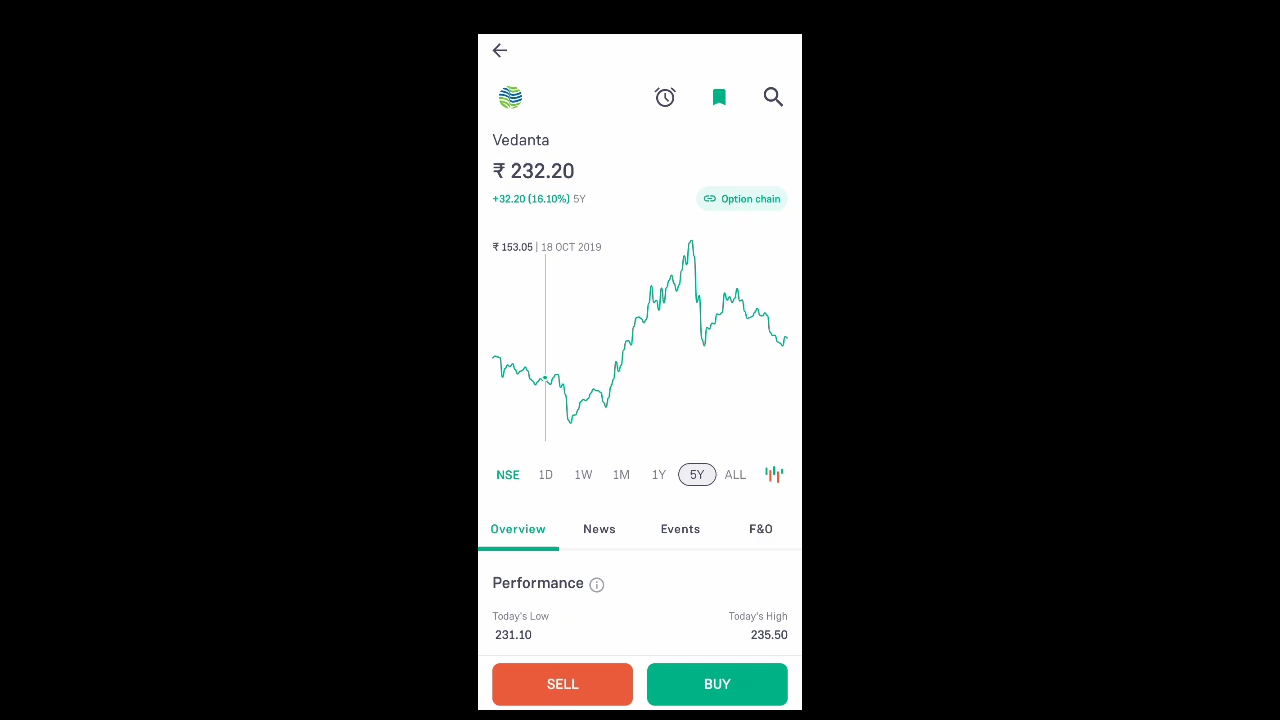 Vedanta
₹ 232.20
+32.20 (16.10%) 5Y
Option chain
₹ 153.05 | 18 OCT 2019
NSE 1D 1W 1M 1Y 5Y ALL
Overview News Events F&O
Performance
Today's Low Today's High
231.10 235.50
SELL BUY